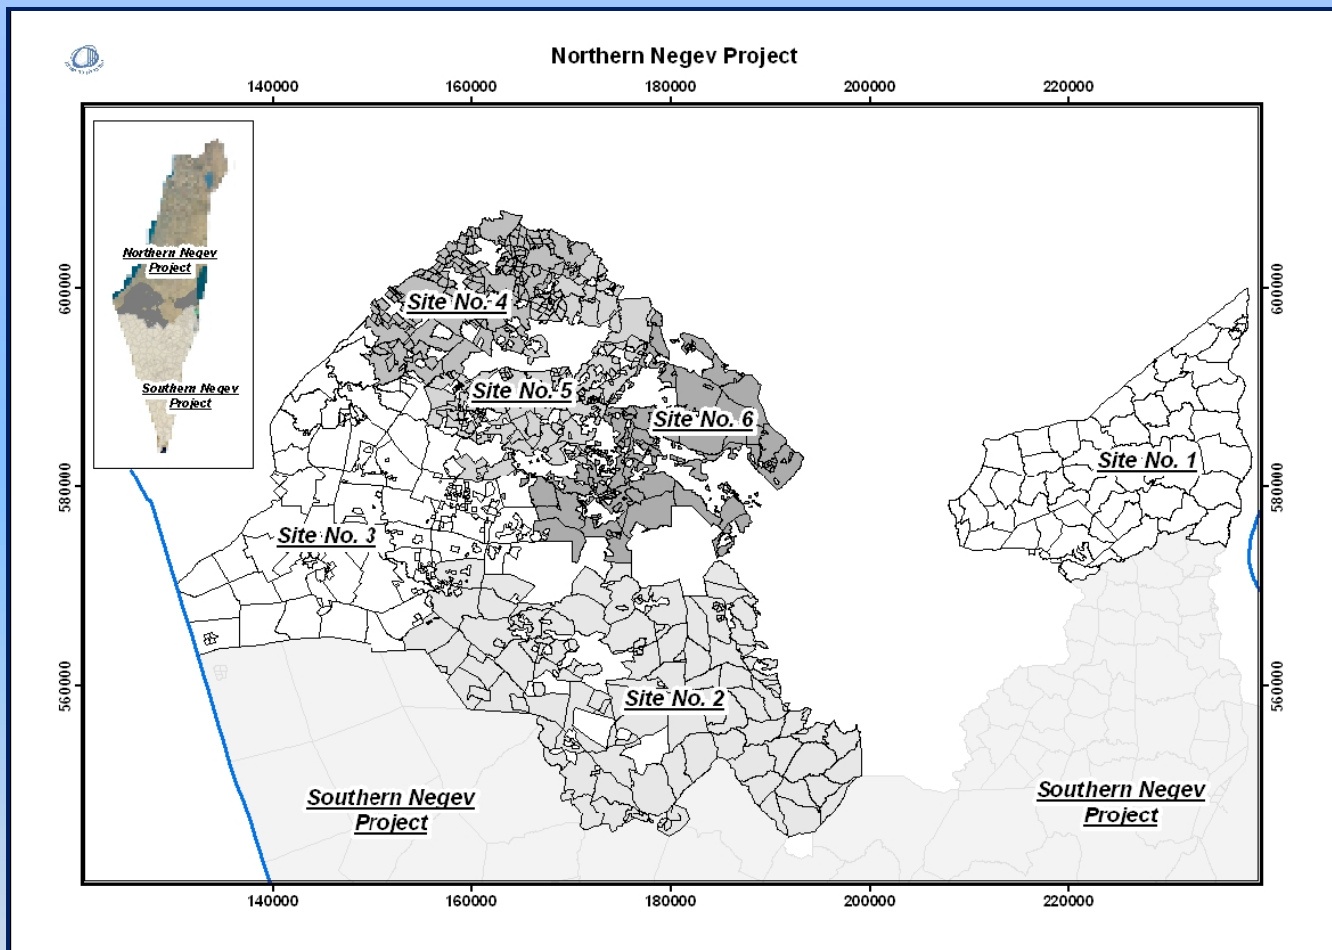 Northern Negev Project
140000 160000 180000 200000 220000
Northern Negev
Project
Southern Negev
Project
600000
600000
580000
580000
560000
560000
Site No. 4
Site No. 5
Site No. 6
Site No. 1
Site No. 3
Site No. 2
Southern Negev
Project
Southern Negev
Project
140000 160000 180000 200000 220000